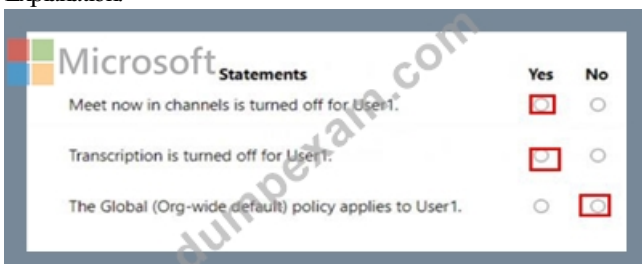 Explanation:
Microsoft
Statements Yes No
Meet now in channels is turned off for User1.
Transcription is turned off for User1.
The Global (Org-wide default) policy applies to User1.
dumpexam.com